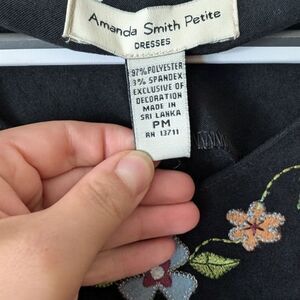 Amanda Smith Petite
DRESSES
97% POLYESTER
3% SPANDEX
EXCLUSIVE OF
DECORATION
MADE IN
SRI LANKA
PM
RN 13711